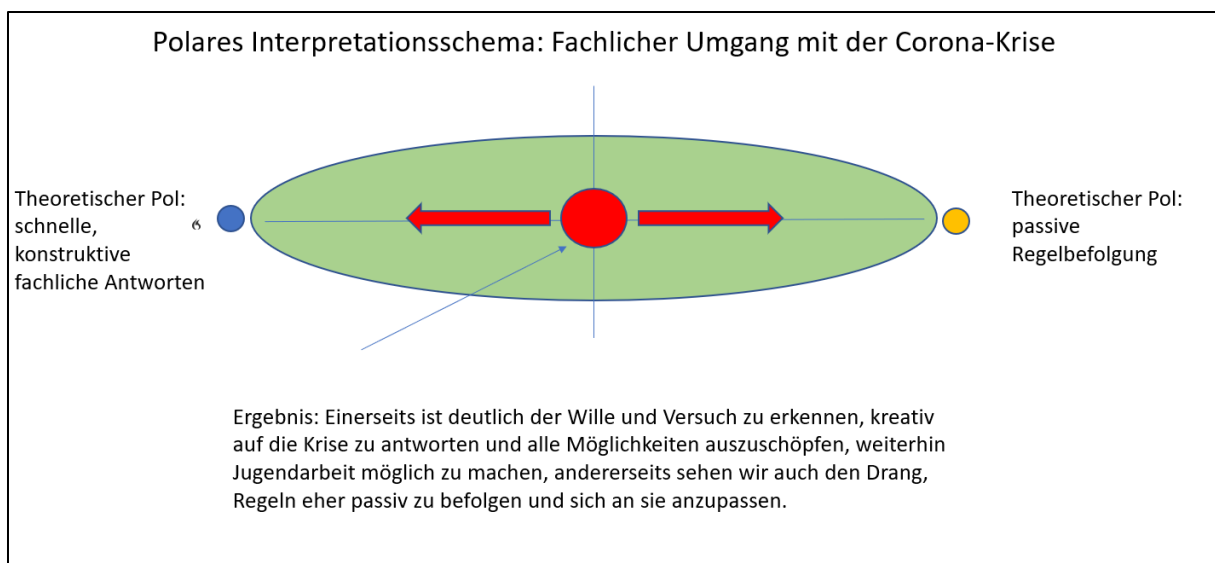 Polares Interpretationsschema: Fachlicher Umgang mit der Corona-Krise
Theoretischer Pol:
schnelle,
konstruktive
fachliche Antworten
Theoretischer Pol:
passive
Regelbefolgung
Ergebnis: Einerseits ist deutlich der Wille und Versuch zu erkennen, kreativ
auf die Krise zu antworten und alle Möglichkeiten auszuschöpfen, weiterhin
Jugendarbeit möglich zu machen, andererseits sehen wir auch den Drang,
Regeln eher passiv zu befolgen und sich an sie anzupassen.